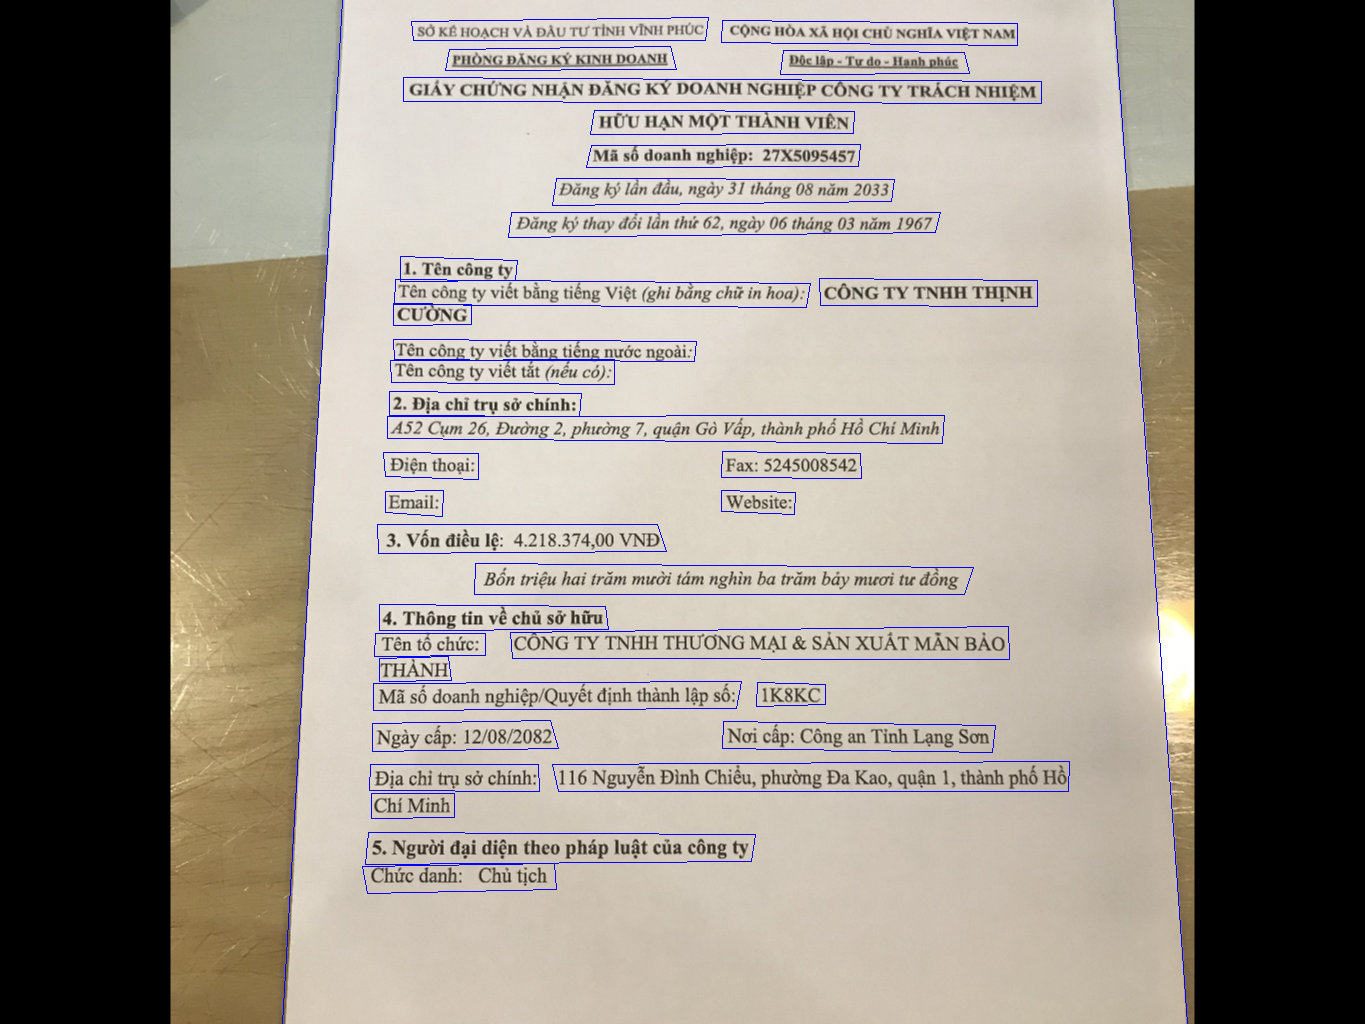 SỞ KẾ HOẠCH VÀ ĐẦU TƯ TỈNH VĨNH PHÚC CỘNG HÒA XÃ HỘI CHỦ NGHĨA VIỆT NAM
PHÒNG ĐĂNG KÝ KINH DOANH Độc lập - Tự do - Hạnh phúc
GIẤY CHỨNG NHẬN ĐĂNG KÝ DOANH NGHIỆP CÔNG TY TRÁCH NHIỆM
HỮU HẠN MỘT THÀNH VIÊN
Mã số doanh nghiệp: 27X5095457
Đăng ký lần đầu, ngày 31 tháng 08 năm 2033
Đăng ký thay đổi lần thứ 62, ngày 06 tháng 03 năm 1967
1. Tên công ty
Tên công ty viết bằng tiếng Việt (ghi bằng chữ in hoa): CÔNG TY TNHH THỊNH
CƯỜNG
Tên công ty viết bằng tiếng nước ngoài:
Tên công ty viết tắt (nếu có):
2. Địa chỉ trụ sở chính:
A52 Cụm 26, Đường 2, phường 7, quận Gò Vấp, thành phố Hồ Chí Minh
Điện thoại: Fax: 5245008542
Email: Website:
3. Vốn điều lệ: 4.218.374,00 VNĐ
Bốn triệu hai trăm mười tám nghìn ba trăm bảy mươi tư đồng
4. Thông tin về chủ sở hữu
Tên tổ chức: CÔNG TY TNHH THƯƠNG MẠI & SẢN XUẤT MẪN BẢO
THÀNH
Mã số doanh nghiệp/Quyết định thành lập số: 1K8KC
Ngày cấp: 12/08/2082 Nơi cấp: Công an Tỉnh Lạng Sơn
Địa chỉ trụ sở chính: 116 Nguyễn Đình Chiểu, phường Đa Kao, quận 1, thành phố Hồ
Chí Minh
5. Người đại diện theo pháp luật của công ty
Chức danh: Chủ tịch